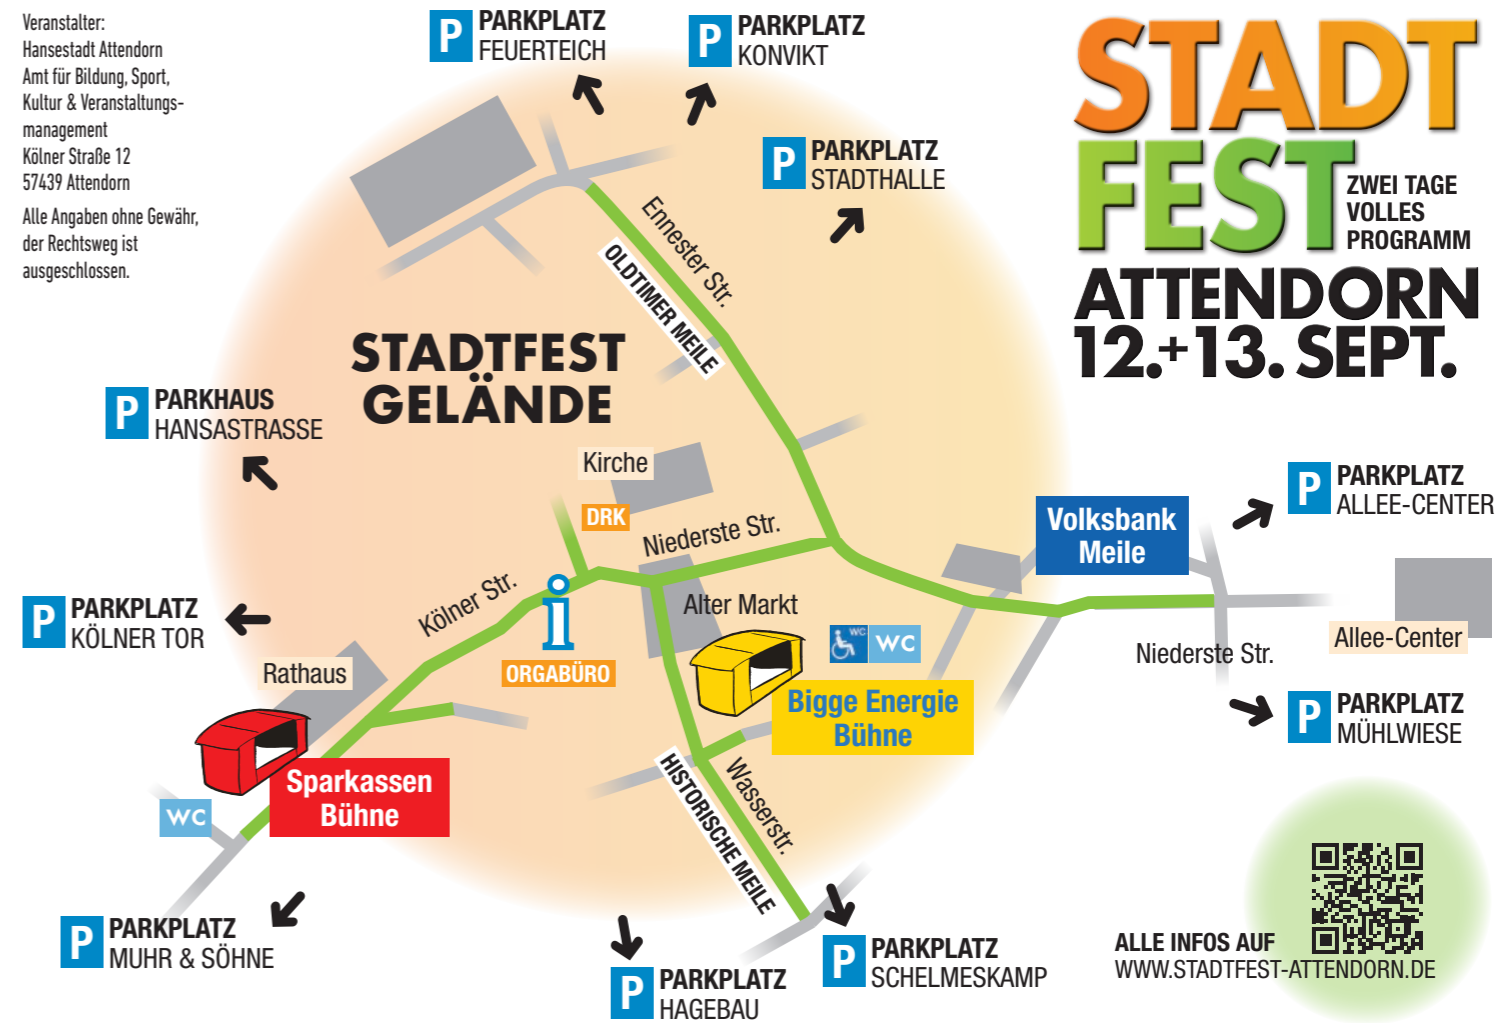 Veranstalter:
Hansestadt Attendorn
Amt für Bildung, Sport,
Kultur & Veranstaltungs-
management
Kölner Straße 12
57439 Attendorn
Alle Angaben ohne Gewähr,
der Rechtsweg ist
ausgeschlossen.
P PARKPLATZ
FEUERTEICH
P PARKPLATZ
KONVIKT
P PARKPLATZ
STADTHALLE
STADT
FEST
ZWEI TAGE
VOLLES
PROGRAMM
ATTENDORN
12.+13. SEPT.
Ennester Str.
OLDTIMER MEILE
STADTFEST
GELÄNDE
P PARKHAUS
HANSASTRASSE
Kirche
DRK
Niederste Str.
Volksbank
Meile
P PARKPLATZ
ALLEE-CENTER
P PARKPLATZ
KÖLNER TOR
Kölner Str.
i
ORGABÜRO
Alter Markt
WC
WC
Allee-Center
Niederste Str.
Rathaus
Bigge Energie
Bühne
P PARKPLATZ
MÜHLWIESE
Sparkassen
Bühne
WC
HISTORISCHE MEILE
Wasserstr.
P PARKPLATZ
MUHR & SÖHNE
P PARKPLATZ
HAGEBAU
P PARKPLATZ
SCHELMESKAMP
ALLE INFOS AUF
WWW.STADTFEST-ATTENDORN.DE